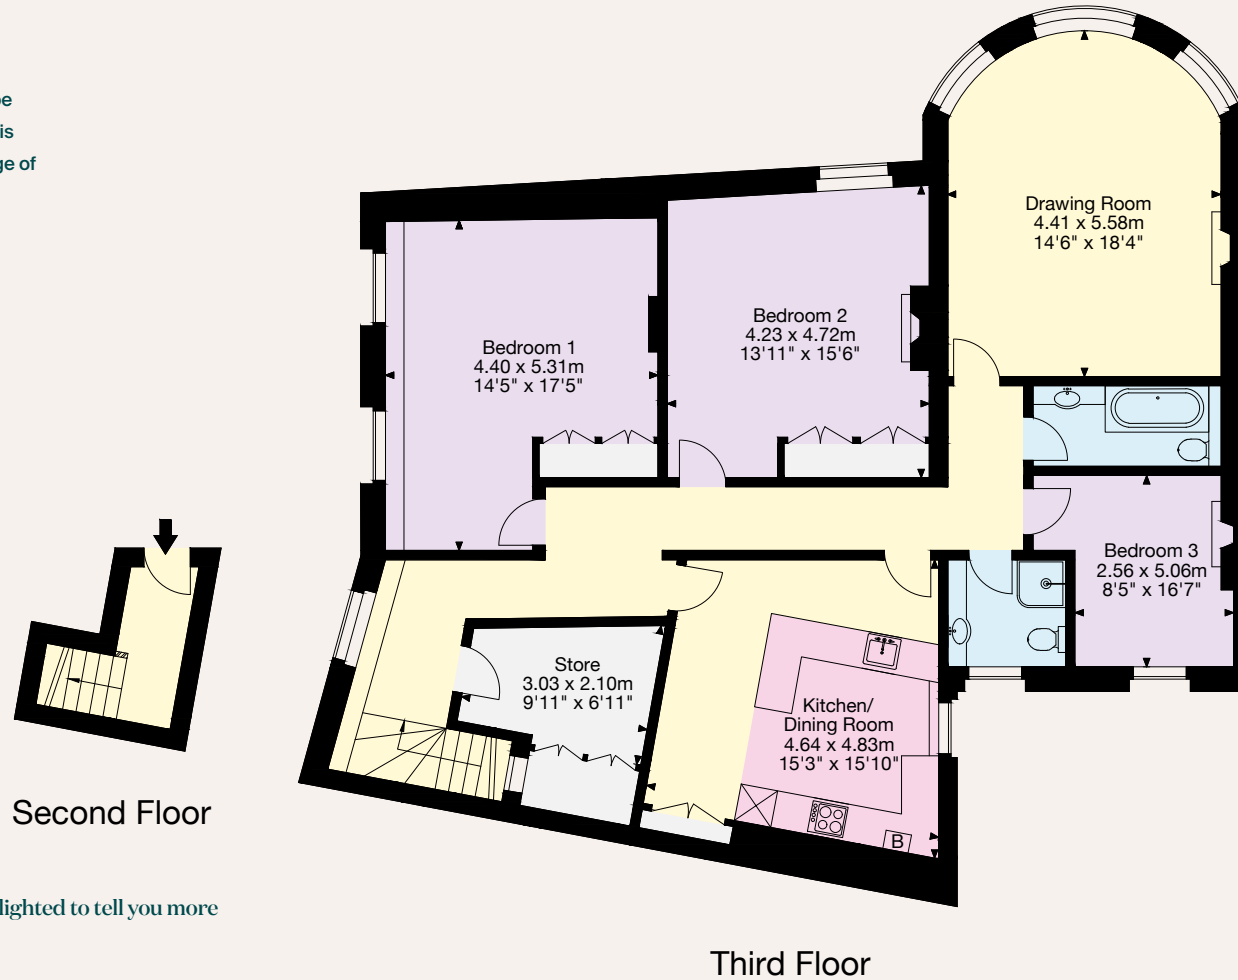 is
ge of
Drawing Room
4.41 x 5.58m
14'6" x 18'4"
Bedroom 2
4.23 x 4.72m
13'11" x 15'6"
Bedroom 1
4.40 x 5.31m
14'5" x 17'5"
Bedroom 3
2.56 x 5.06m
8'5" x 16'7"
Store
3.03 x 2.10m
9'11" x 6'11"
Kitchen/
Dining Room
4.64 x 4.83m
15'3" x 15'10"
B
Second Floor
lighted to tell you more
Third Floor